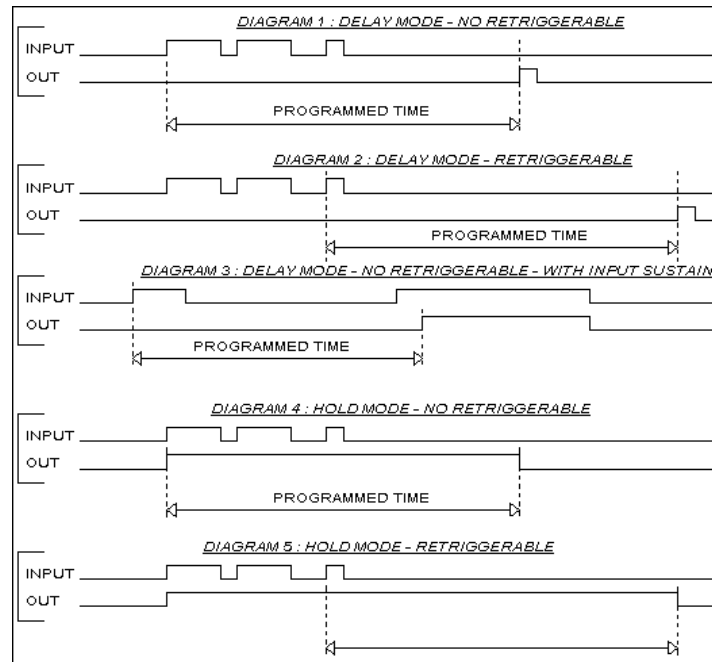 DIAGRAM 1 : DELAY MODE - NO RETRIGGERABLE
INPUT
OUT
PROGRAMMED TIME
DIAGRAM 2 : DELAY MODE - RETRIGGERABLE
INPUT
OUT
PROGRAMMED TIME
DIAGRAM 3 : DELAY MODE - NO RETRIGGERABLE - WITH INPUT SUSTAIN
INPUT
OUT
PROGRAMMED TIME
DIAGRAM 4 : HOLD MODE - NO RETRIGGERABLE
INPUT
OUT
PROGRAMMED TIME
DIAGRAM 5 : HOLD MODE - RETRIGGERABLE
INPUT
OUT